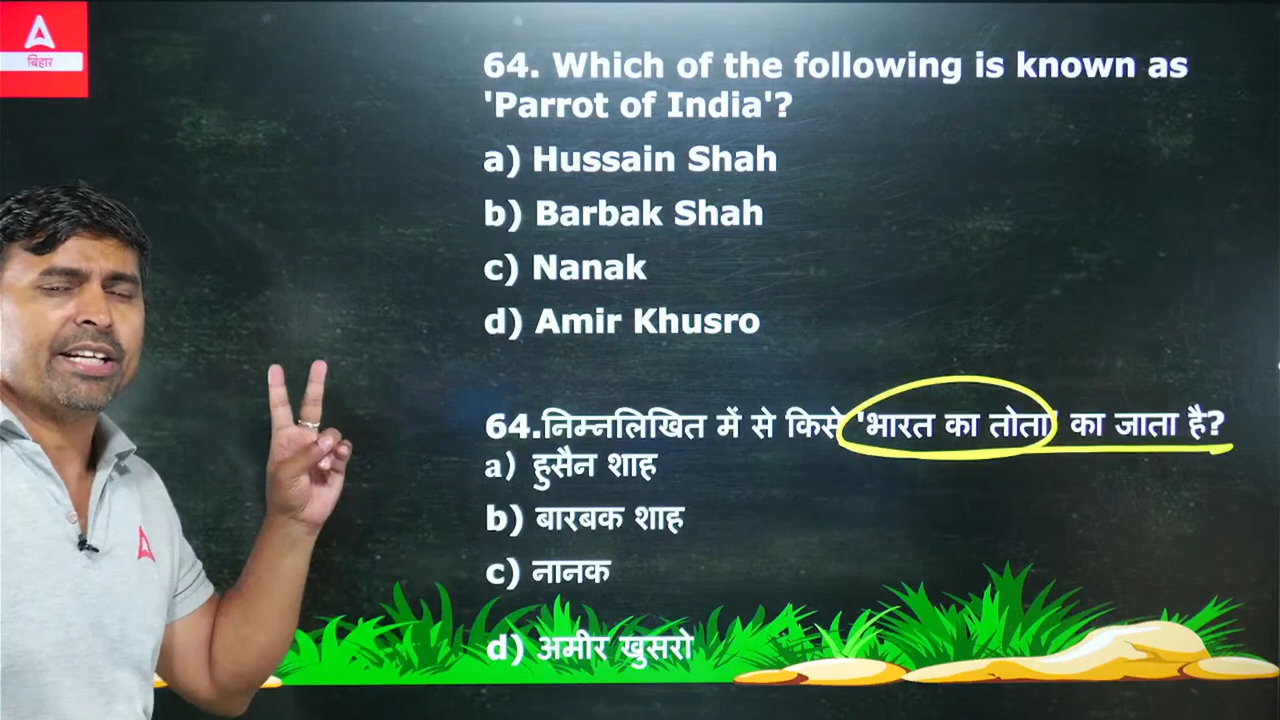 बिहार
64. Which of the following is known as
'Parrot of India'?
a) Hussain Shah
b) Barbak Shah
c) Nanak
d) Amir Khusro
64.निम्नलिखित में से किसे 'भारत का तोता' का जाता है?
a) हुसैन शाह
b) बारबक शाह
c) नानक
d) अमीर खुसरो